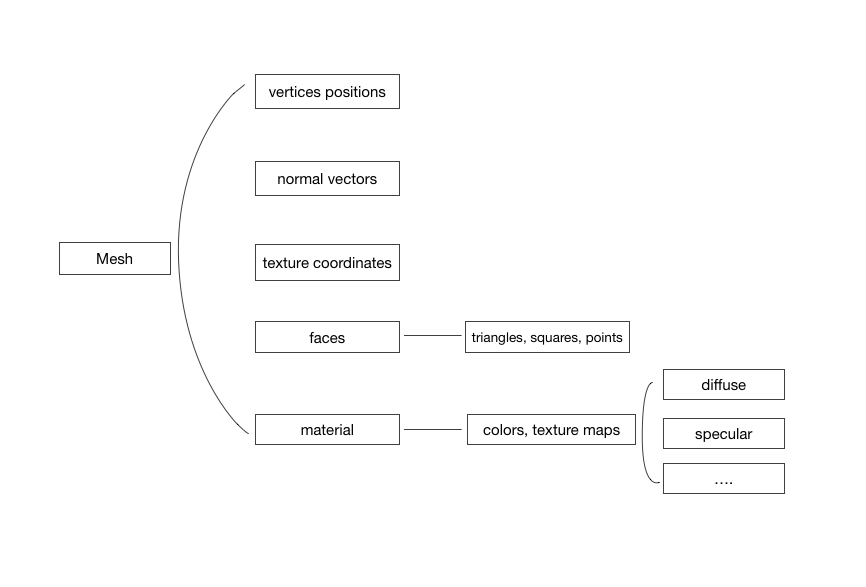 vertices positions
normal vectors
Mesh
texture coordinates
faces
triangles, squares, points
diffuse
material
colors, texture maps
specular
....